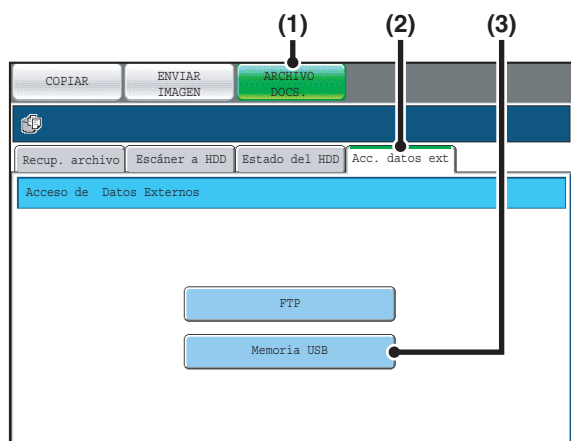 (1) (2) (3)
COPIAR
ENVIAR
IMAGEN
ARCHIVO
DOCS.
Recup. archivo
Escáner a HDD
Estado del HDD
Acc. datos ext
Acceso de Datos Externos
FTP
Memoria USB